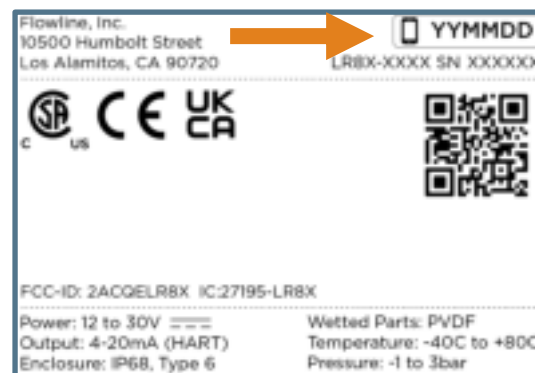 Flowline, Inc.
10500 Humbolt Street
Los Alamitos, CA 90720
YYMMDD
LR8X-XXXX SN XXXXXX
SA
C US
CE
UK
CA
FCC-ID: 2ACQELR8X IC:27195-LR8X
Power: 12 to 30V
Output: 4-20mA (HART)
Enclosure: IP68, Type 6
Wetted Parts: PVDF
Temperature: -40C to +80C
Pressure: -1 to 3bar